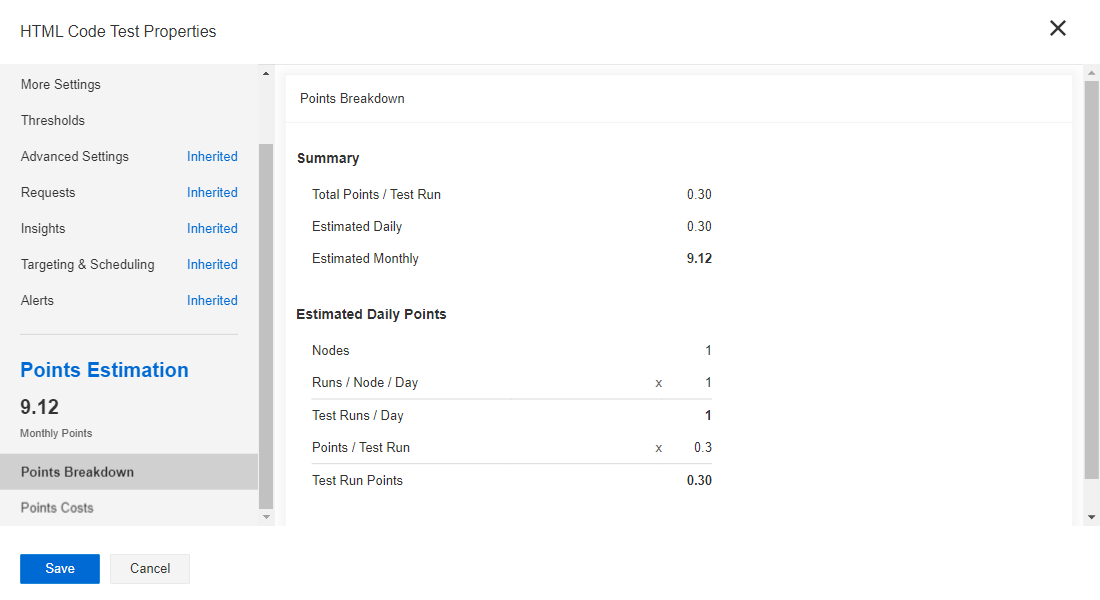 HTML Code Test Properties
More Settings
Thresholds
Advanced Settings Inherited
Requests Inherited
Insights Inherited
Targeting & Scheduling Inherited
Alerts Inherited
Points Estimation
9.12
Monthly Points
Points Breakdown
Points Costs
Points Breakdown
Summary
Total Points / Test Run 0.30
Estimated Daily 0.30
Estimated Monthly 9.12
Estimated Daily Points
Nodes 1
Runs / Node / Day x 1
Test Runs / Day 1
Points / Test Run x 0.3
Test Run Points 0.30
Save Cancel